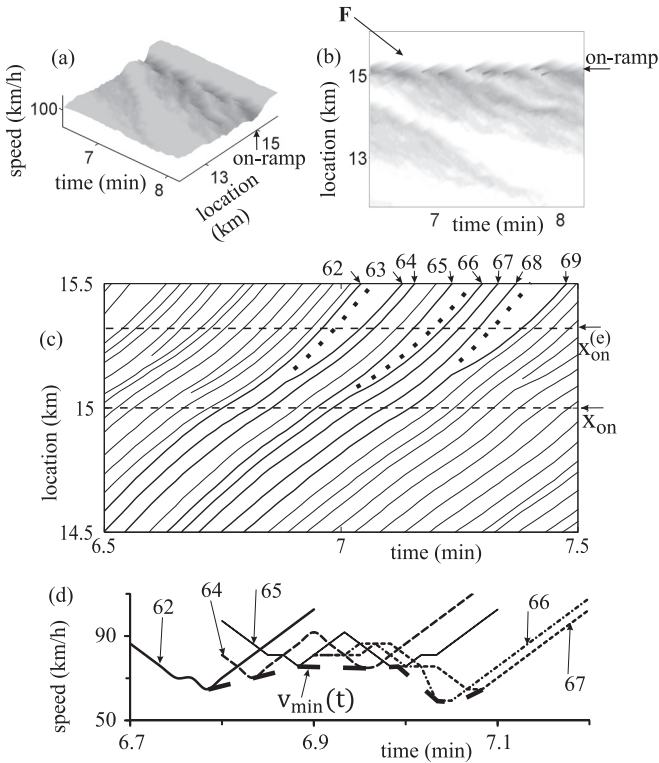 (a)
speed (km/h)
100
7
time (min)
8
13
15
on-ramp
location
(km)
(b)
F
on-ramp
15
location (km)
13
7
time (min)
8
(c)
62
63
64
65
66
67
68
69
15.5
x_on^(e)
15
x_on
location (km)
14.5
6.5
7
time (min)
7.5
(d)
62
64
65
66
67
speed (km/h)
90
50
v_min(t)
6.7
6.9
7.1
time (min)